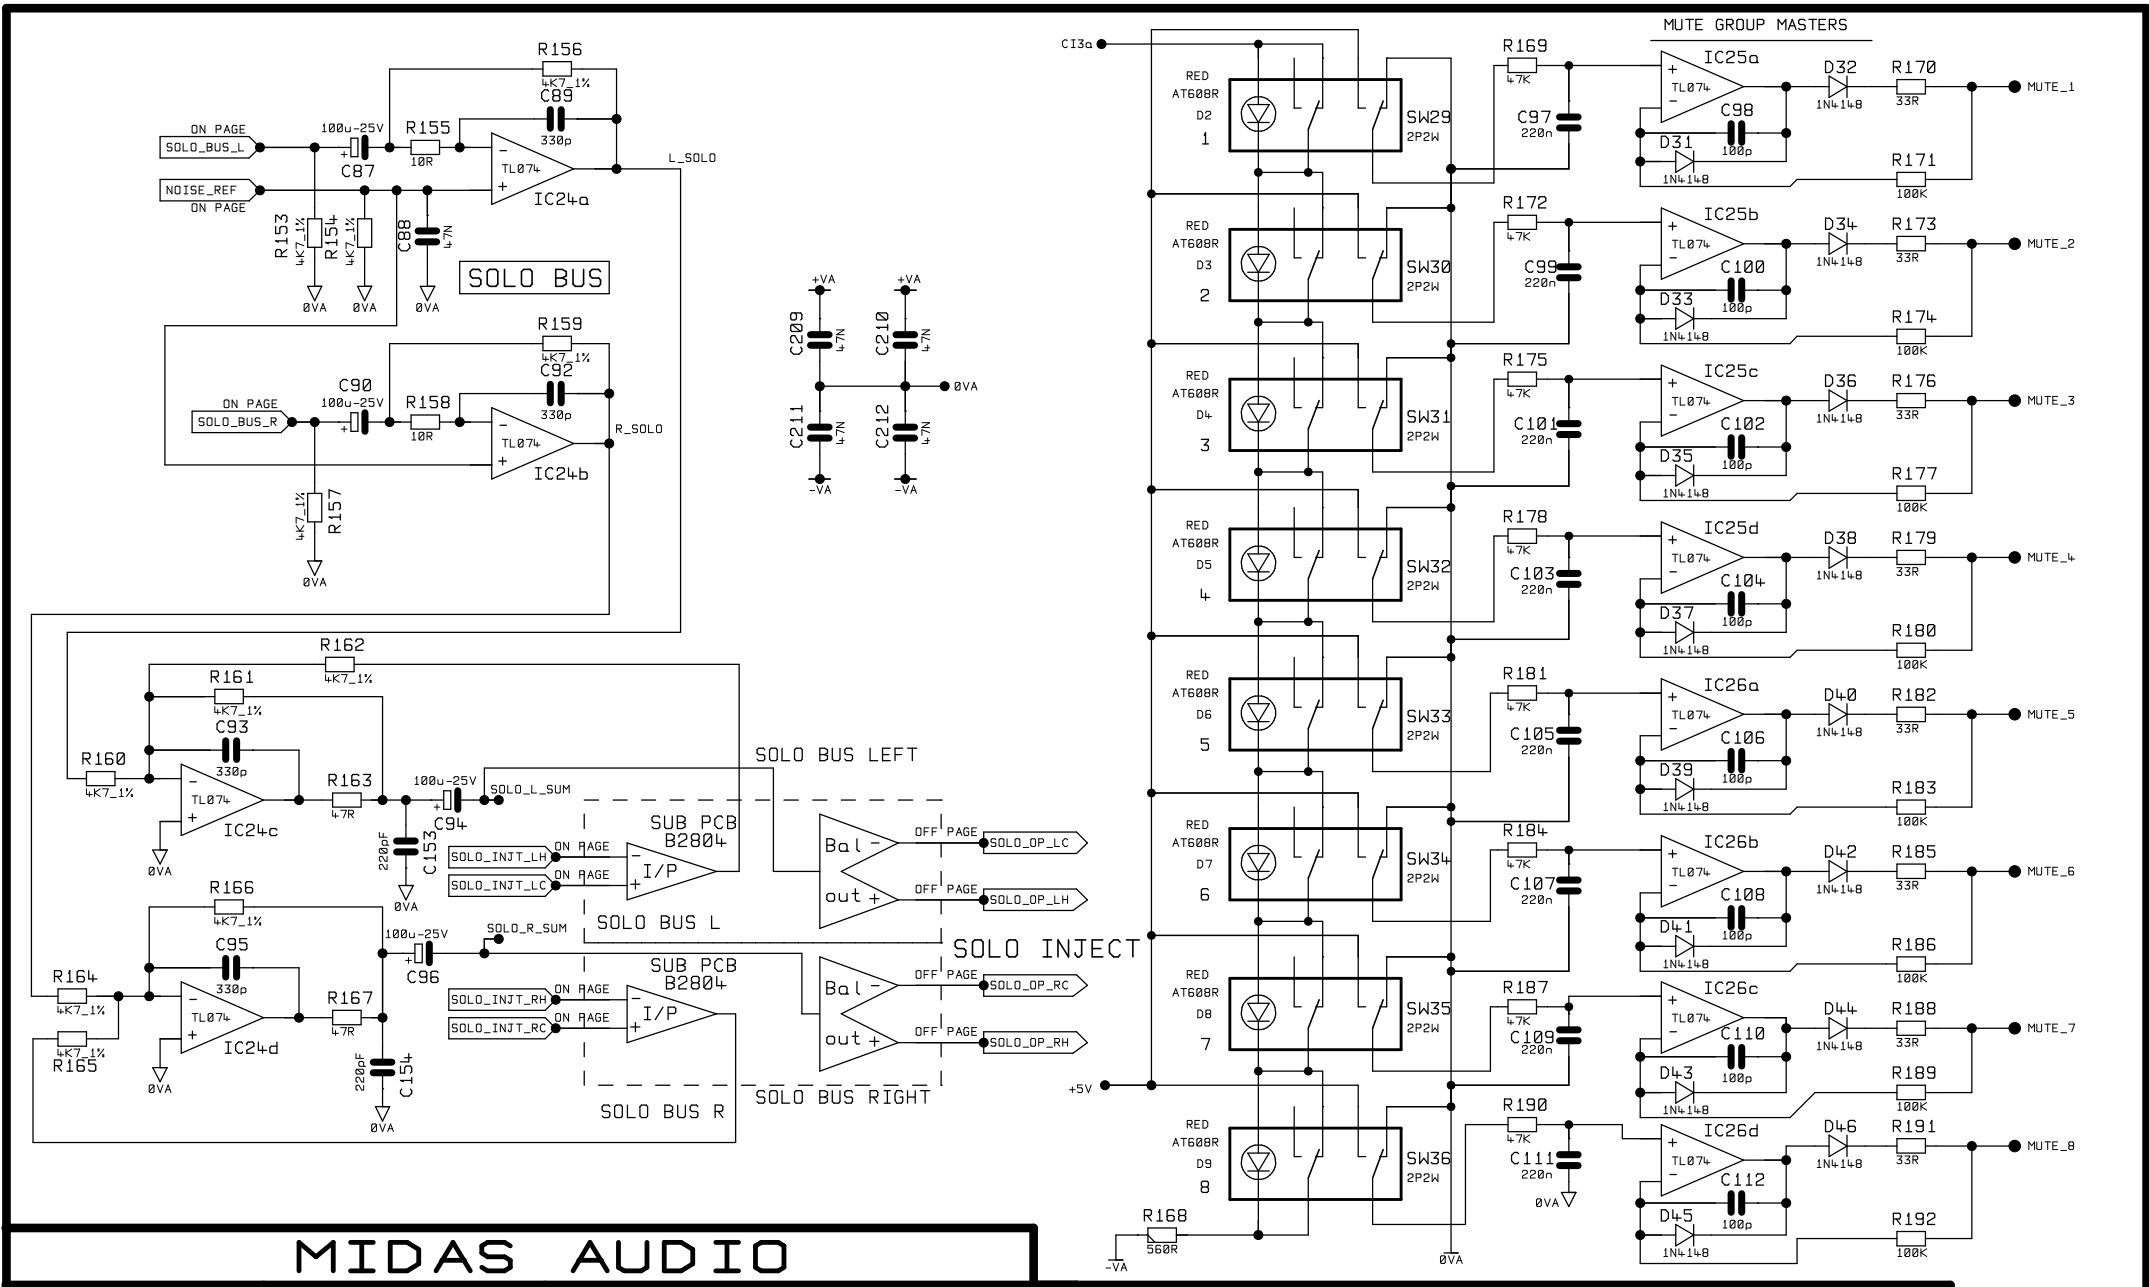 MUTE GROUP MASTERS
R156
4K7_1%
C89
330p
ON PAGE
SOLO_BUS_L
100u-25V
+
C87
R155
10R
-
TL074
+
IC24a
L_SOLO
NOISE_REF
ON PAGE
R153
4K7_1%
R154
4K7_1%
C88
47N
0VA
0VA
0VA
SOLO BUS
R159
4K7_1%
C92
330p
C90
100u-25V
+
R158
10R
ON PAGE
SOLO_BUS_R
-
TL074
+
IC24b
R_SOLO
4K7_1%
R157
0VA
+VA
+VA
C209
47N
C210
47N
0VA
C211
47N
C212
47N
-VA
-VA
R162
4K7_1%
R161
4K7_1%
C93
330p
R160
4K7_1%
-
TL074
+
IC24c
0VA
R163
47R
100u-25V
+
C94
SOLO_L_SUM
220pF
C153
0VA
SOLO BUS LEFT
SUB PCB
B2804
ON PAGE
SOLO_INJT_LH
ON PAGE
SOLO_INJT_LC
-
I/P
+
SOLO BUS L
Bal -
out +
OFF PAGE
SOLO_OP_LC
OFF PAGE
SOLO_OP_LH
R166
4K7_1%
C95
330p
R164
4K7_1%
4K7_1%
R165
-
TL074
+
IC24d
0VA
R167
47R
100u-25V
+
C96
SOLO_R_SUM
220pF
C154
0VA
SOLO INJECT
SUB PCB
B2804
ON PAGE
SOLO_INJT_RH
ON PAGE
SOLO_INJT_RC
-
I/P
+
SOLO BUS R
Bal -
out +
OFF PAGE
SOLO_OP_RC
OFF PAGE
SOLO_OP_RH
SOLO BUS RIGHT
CI3a
RED
AT608R
D2
1
SW29
2P2W
R169
47K
C97
220n
IC25a
+
TL074
-
C98
100p
D31
1N4148
D32
1N4148
R170
33R
R171
100K
MUTE_1
RED
AT608R
D3
2
SW30
2P2W
R172
47K
C99
220n
IC25b
+
TL074
-
C100
100p
D33
1N4148
D34
1N4148
R173
33R
R174
100K
MUTE_2
RED
AT608R
D4
3
SW31
2P2W
R175
47K
C101
220n
IC25c
+
TL074
-
C102
100p
D35
1N4148
D36
1N4148
R176
33R
R177
100K
MUTE_3
RED
AT608R
D5
4
SW32
2P2W
R178
47K
C103
220n
IC25d
+
TL074
-
C104
100p
D37
1N4148
D38
1N4148
R179
33R
R180
100K
MUTE_4
RED
AT608R
D6
5
SW33
2P2W
R181
47K
C105
220n
IC26a
+
TL074
-
C106
100p
D39
1N4148
D40
1N4148
R182
33R
R183
100K
MUTE_5
RED
AT608R
D7
6
SW34
2P2W
R184
47K
C107
220n
IC26b
+
TL074
-
C108
100p
D41
1N4148
D42
1N4148
R185
33R
R186
100K
MUTE_6
RED
AT608R
D8
7
SW35
2P2W
R187
47K
C109
220n
IC26c
+
TL074
-
C110
100p
D43
1N4148
D44
1N4148
R188
33R
R189
100K
MUTE_7
+5V
RED
AT608R
D9
8
SW36
2P2W
R190
47K
C111
220n
0VA
IC26d
+
TL074
-
C112
100p
D45
1N4148
D46
1N4148
R191
33R
R192
100K
MUTE_8
R168
560R
-VA
0VA
MIDAS AUDIO